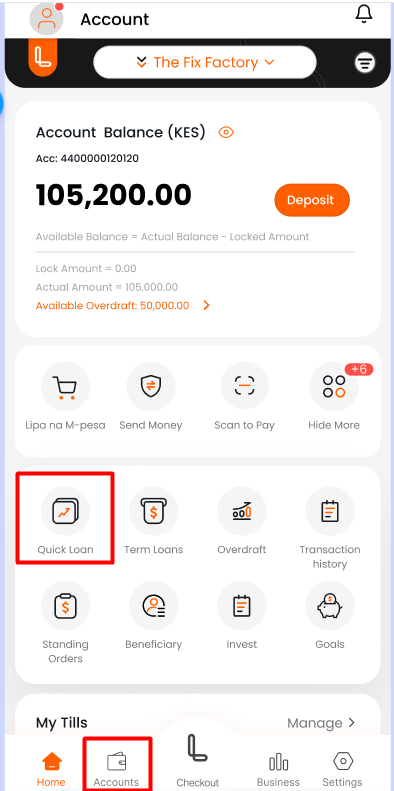 Account
The Fix Factory
Account Balance (KES)
Acc: 4400000120120
105,200.00
Deposit
Available Balance = Actual Balance - Locked Amount
Lock Amount = 0.00
Actual Amount = 105,000.00
Available Overdraft: 50,000.00
+6
Lipa na M-pesa Send Money Scan to Pay Hide More
Quick Loan Term Loans Overdraft Transaction
history
Standing Beneficiary Invest Goals
Orders
My Tills Manage >
Home Accounts Checkout Business Settings